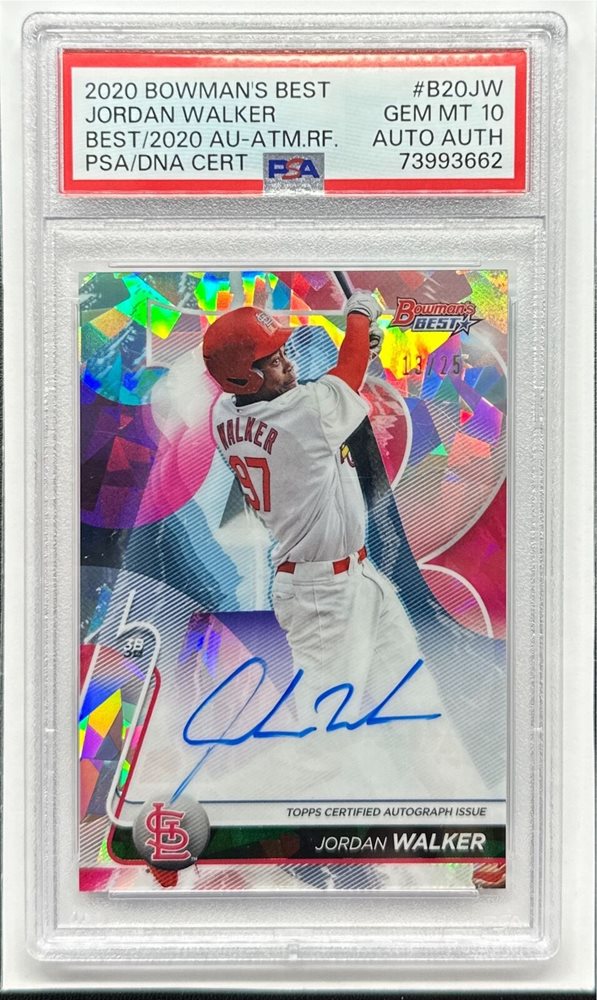 2020 BOWMAN'S BEST #B20JW
JORDAN WALKER GEM MT 10
BEST/2020 AU-ATM.RF. AUTO AUTH
PSA/DNA CERT PSA 73993662
Bowman's
BEST
13/25
WALKER
97
3B
TOPPS CERTIFIED AUTOGRAPH ISSUE
STL
JORDAN WALKER